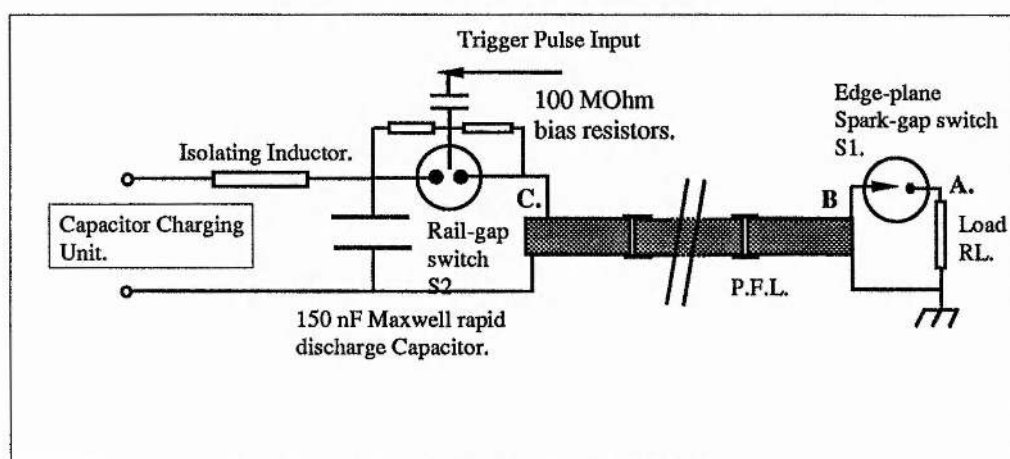 Trigger Pulse Input
100 MOhm
bias resistors.
Edge-plane
Spark-gap switch
S1.
Isolating Inductor.
C.
B
A.
Capacitor Charging
Unit.
Rail-gap
switch
S2
Load
RL.
P.F.L.
150 nF Maxwell rapid
discharge Capacitor.